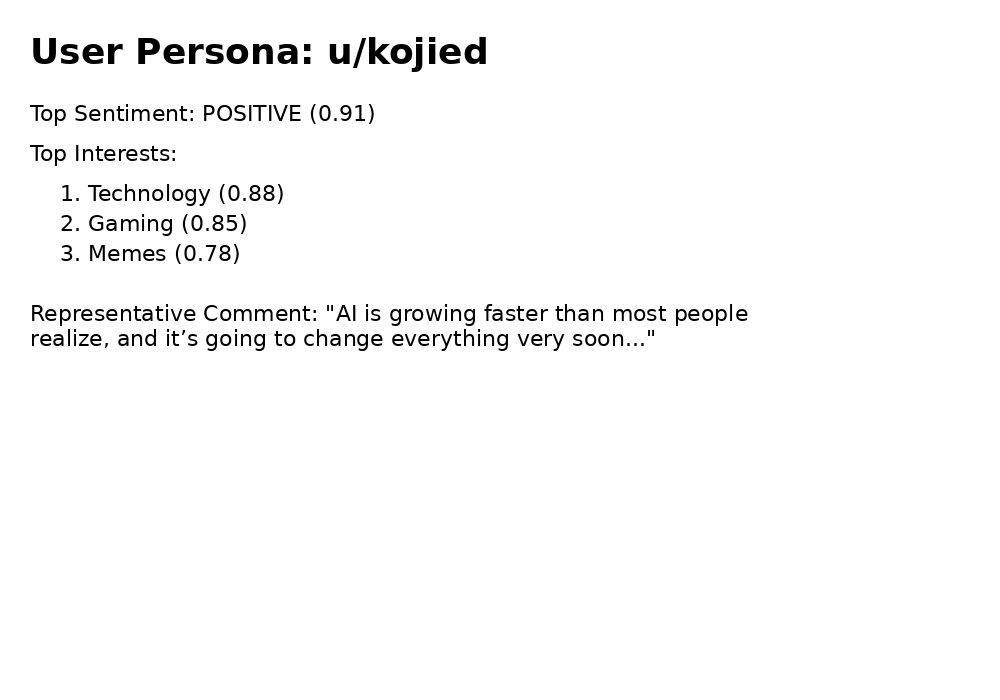 User Persona: u/kojied
Top Sentiment: POSITIVE (0.91)
Top Interests:
1. Technology (0.88)
2. Gaming (0.85)
3. Memes (0.78)
Representative Comment: "AI is growing faster than most people
realize, and it’s going to change everything very soon..."